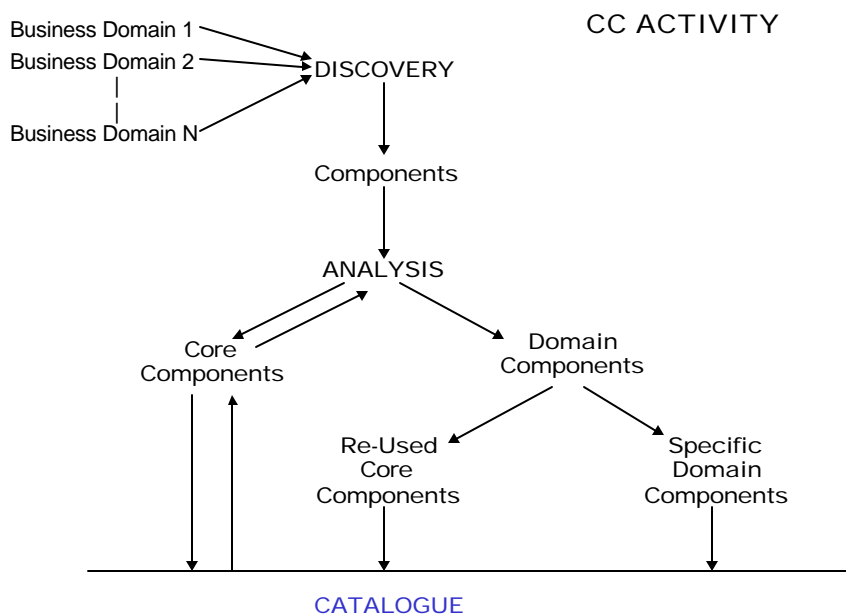 CC ACTIVITY
Business Domain 1
Business Domain 2
Business Domain N
DISCOVERY
Components
ANALYSIS
Core
Components
Domain
Components
Re-Used
Core
Components
Specific
Domain
Components
CATALOGUE